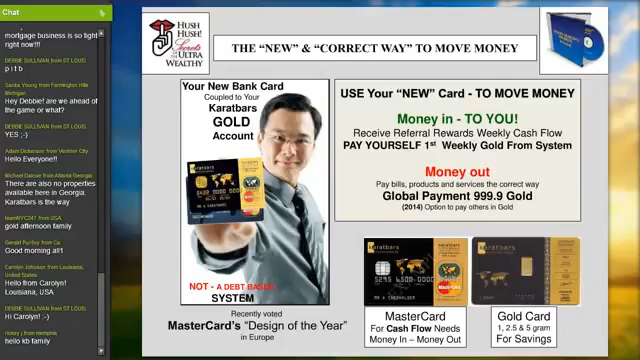 Chat
mortgage business is so tight
right now!!!
DEBBIE SULLIVAN from ST LOUIS
p i t b
Santa Young from Farmington Hills
Michigan
Hey Debbie! are we ahead of
the game or what?
DEBBIE SULLIVAN from ST LOUIS
YES ;-)
Adam Dickerson from Ventner City
Hello Everyone!!
Michael Dalcoe from Atlanta Georgia
There are also no properties
available here in Georgia.
Karatbars is the way
teamNYC247 from USA
gold afternoon family
Gerald Purifoy from Ca
Good morning all!
Carolyn Johnson from Louisiana,
United States
Hello from Carolyn!
Louisiana, USA
DEBBIE SULLIVAN from ST LOUIS
Hi Carolyn! :-)
rickey j from memphis
hello kb family
HUSH
HUSH!
Secrets
of the
ULTRA
WEALTHY
THE "NEW" & "CORRECT WAY" TO MOVE MONEY
Your New Bank Card
Coupled to Your
Karatbars
GOLD
Account
karatbars
NOT - A DEBT BASED
SYSTEM
Recently voted
MasterCard's "Design of the Year"
in Europe
USE Your "NEW" Card - TO MOVE MONEY
Money in - TO YOU!
Receive Referral Rewards Weekly Cash Flow
PAY YOURSELF 1st Weekly Gold From System
Money out
Pay bills, products and services the correct way
Global Payment 999.9 Gold
(2014) Option to pay others in Gold
karatbars
MasterCard
karatbars
MasterCard
For Cash Flow Needs
Money In – Money Out
Gold Card
1, 2.5 & 5 gram
For Savings